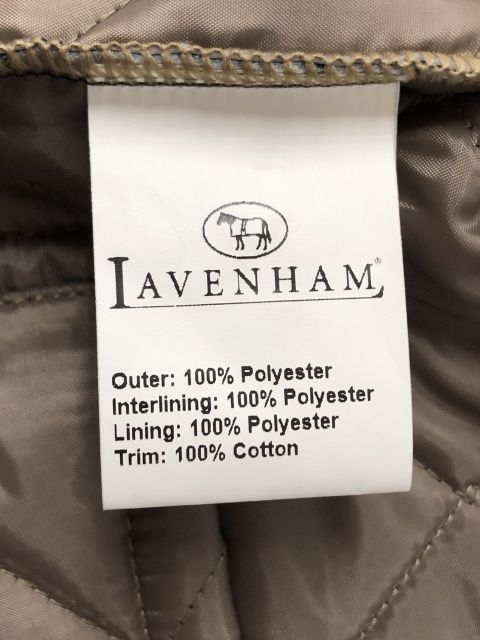 LAVENHAM®
Outer: 100% Polyester
Interlining: 100% Polyester
Lining: 100% Polyester
Trim: 100% Cotton